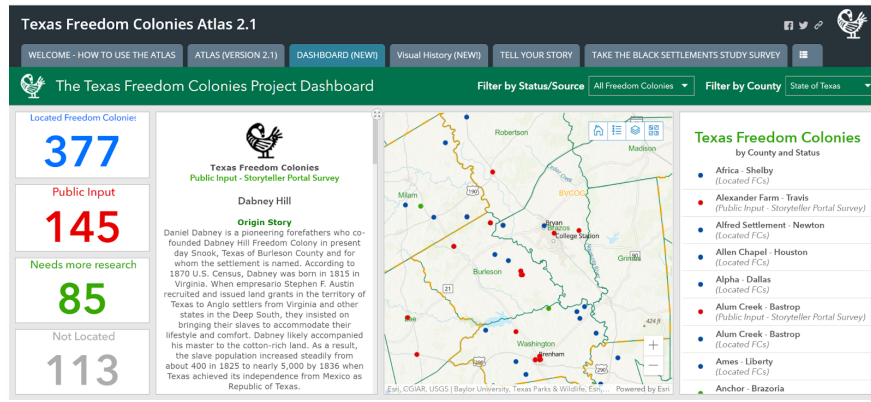 Texas Freedom Colonies Atlas 2.1
WELCOME - HOW TO USE THE ATLAS
ATLAS (VERSION 2.1)
DASHBOARD (NEW!)
Visual History (NEW!)
TELL YOUR STORY
TAKE THE BLACK SETTLEMENTS STUDY SURVEY
The Texas Freedom Colonies Project Dashboard
Filter by Status/Source
All Freedom Colonies
Filter by County
State of Texas
Located Freedom Colonies
377
Public Input
145
Needs more research
85
Not Located
113
Texas Freedom Colonies
Public Input - Storyteller Portal Survey
Dabney Hill
Origin Story
Daniel Dabney is a pioneering forefathers who co-
founded Dabney Hill Freedom Colony in present
day Snook, Texas of Burleson County and for
whom the settlement is named. According to
1870 U.S. Census, Dabney was born in 1815 in
Virginia. When empresario Stephen F. Austin
recruited and issued land grants in the territory of
Texas to Anglo settlers from Virginia and other
states in the Deep South, they insisted on
bringing their slaves to accommodate their
lifestyle and comfort. Dabney likely accompanied
his master to the cotton-rich land. As a result,
the slave population increased steadily from
about 400 in 1825 to nearly 5,000 by 1836 when
Texas achieved its independence from Mexico as
Republic of Texas.
Robertson
Madison
Milam
190
BVCOG
Bryan
Brazos
College Station
90
Grimes
Burleson
21
Lee
424 ft
Washington
Brenham
290
290
+
−
Esri, CGIAR, USGS | Baylor University, Texas Parks & Wildlife, Esri,... Powered by Esri
Texas Freedom Colonies
by County and Status
Africa - Shelby
(Located FCs)
Alexander Farm - Travis
(Public Input - Storyteller Portal Survey)
Alfred Settlement - Newton
(Located FCs)
Allen Chapel - Houston
(Located FCs)
Alpha - Dallas
(Located FCs)
Alum Creek - Bastrop
(Public Input - Storyteller Portal Survey)
Alum Creek - Bastrop
(Located FCs)
Ames - Liberty
(Located FCs)
Anchor - Brazoria